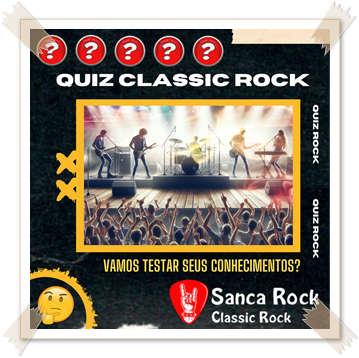 ? ? ? ? ?
QUIZ CLASSIC ROCK
QUIZ ROCK
QUIZ ROCK
VAMOS TESTAR SEUS CONHECIMENTOS?
Sanca Rock
Classic Rock